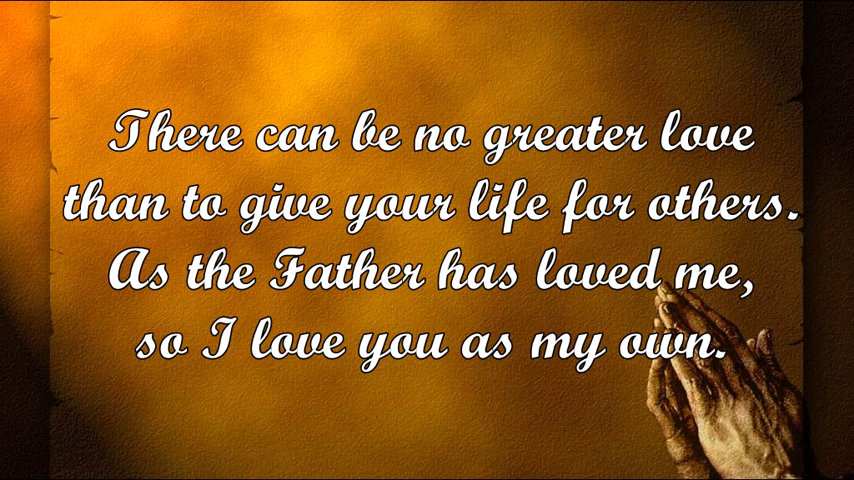 There can be no greater love
than to give your life for others.
As the Father has loved me,
so I love you as my own.